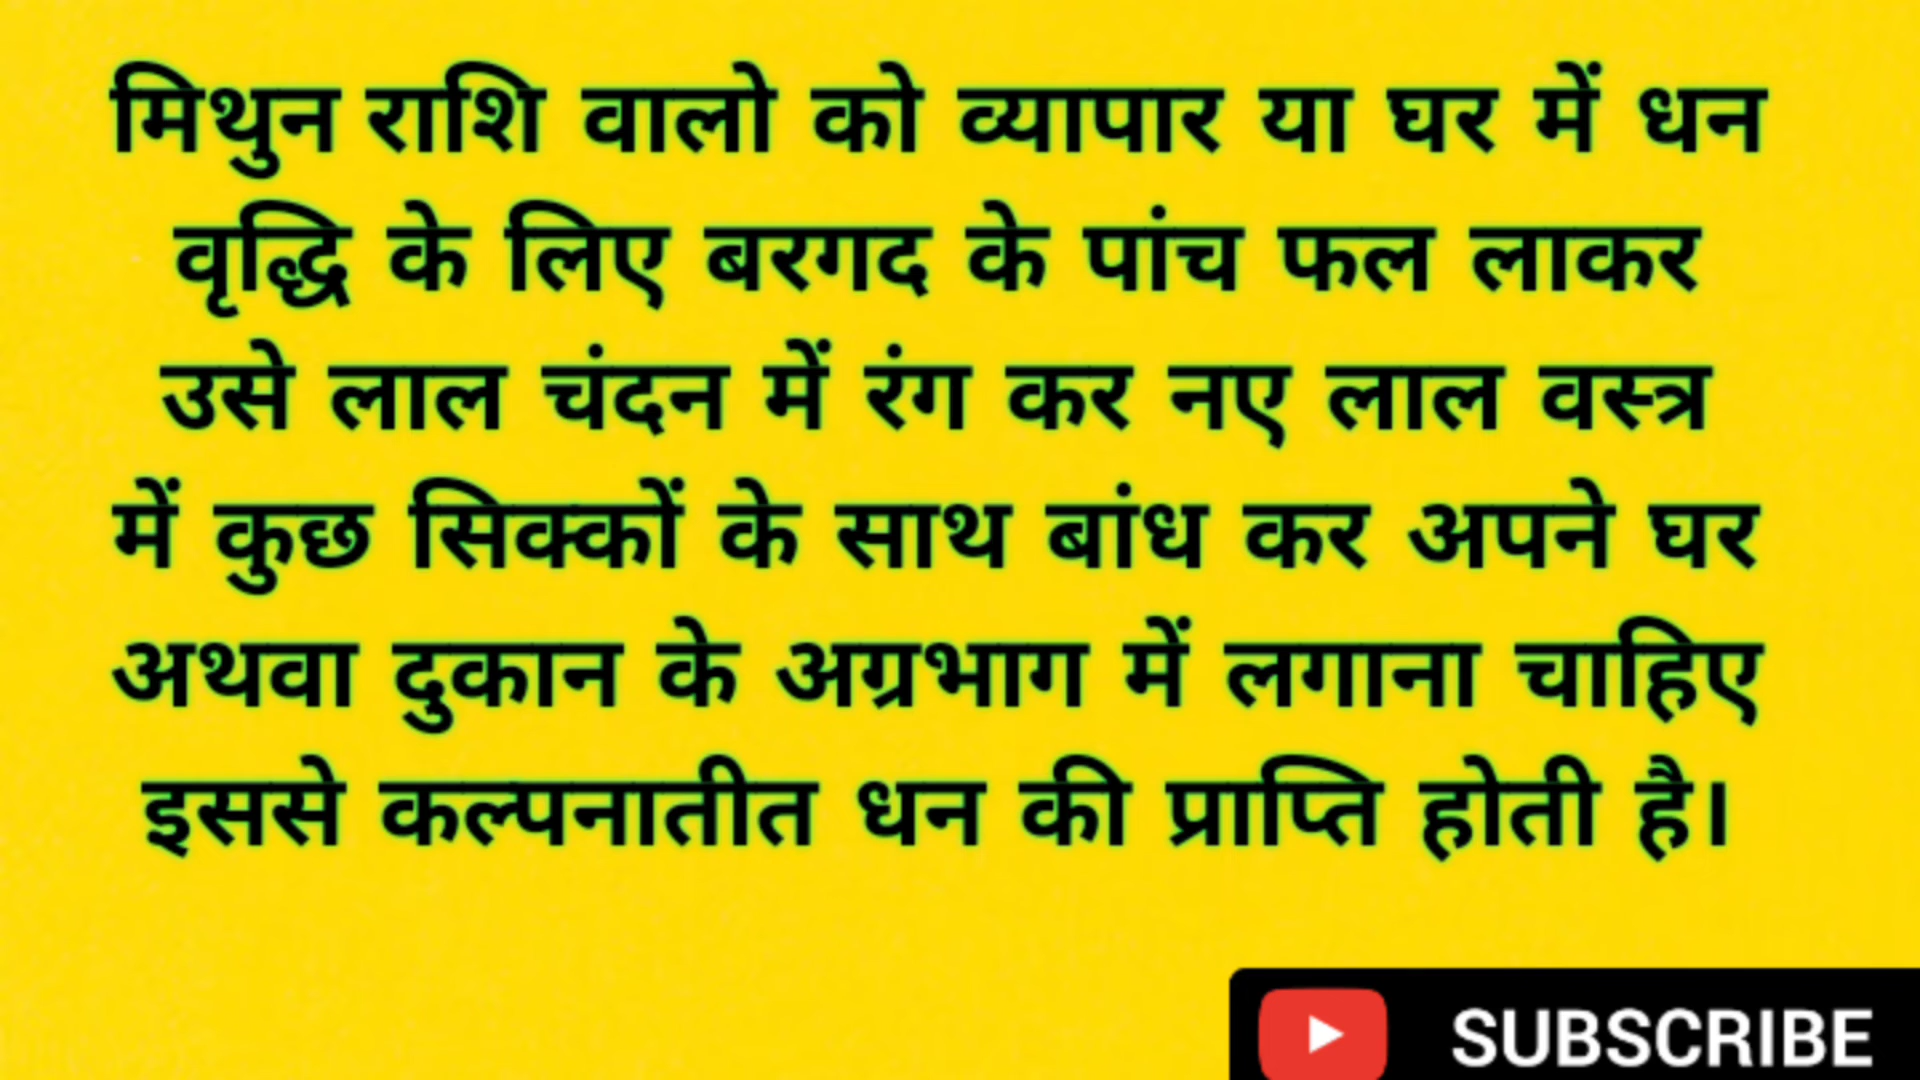 मिथुन राशि वालो को व्यापार या घर में धन
वृद्धि के लिए बरगद के पांच फल लाकर
उसे लाल चंदन में रंग कर नए लाल वस्त्र
में कुछ सिक्कों के साथ बांध कर अपने घर
अथवा दुकान के अग्रभाग में लगाना चाहिए
इससे कल्पनातीत धन की प्राप्ति होती है।
SUBSCRIBE